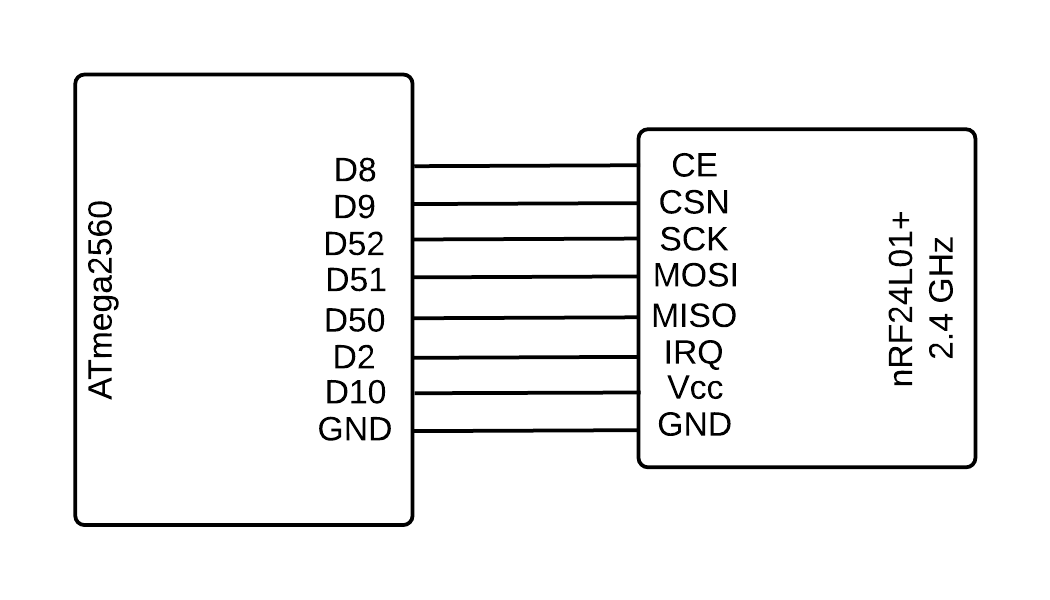 ATmega2560
D8
D9
D52
D51
D50
D2
D10
GND
CE
CSN
SCK
MOSI
MISO
IRQ
Vcc
GND
nRF24L01+
2.4 GHz